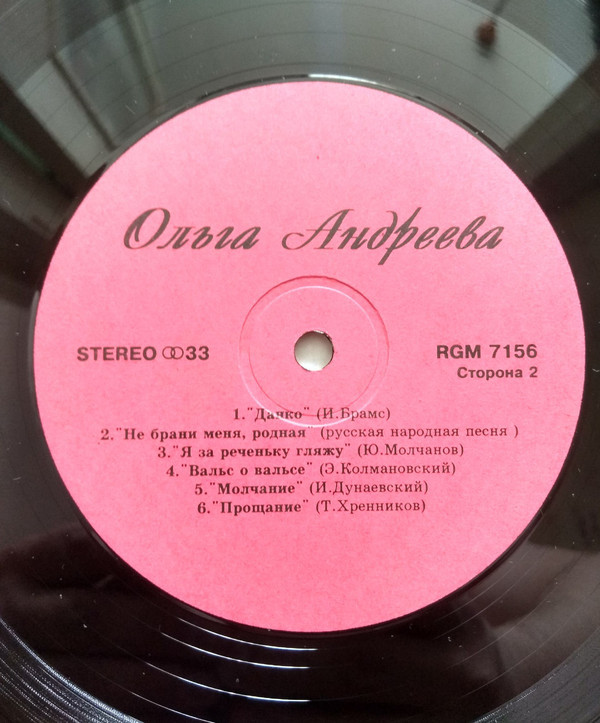 Ольга Андреева
STEREO 33
RGM 7156
Сторона 2
1."Данко" (И.Брамс)
2."Не брани меня, родная (русская народная песня )
3."Я за реченьку гляжу" (Ю.Молчанов)
4."Вальс о вальсе" (Э.Колмановский)
5."Молчание" (И.Дунаевский)
6."Прощание" (Т.Хренников)